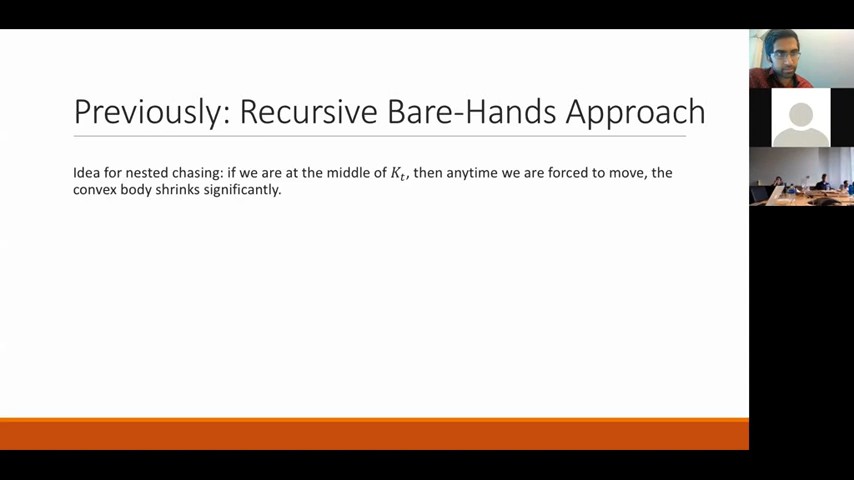 Previously: Recursive Bare-Hands Approach
Idea for nested chasing: if we are at the middle of Kₜ, then anytime we are forced to move, the
convex body shrinks significantly.